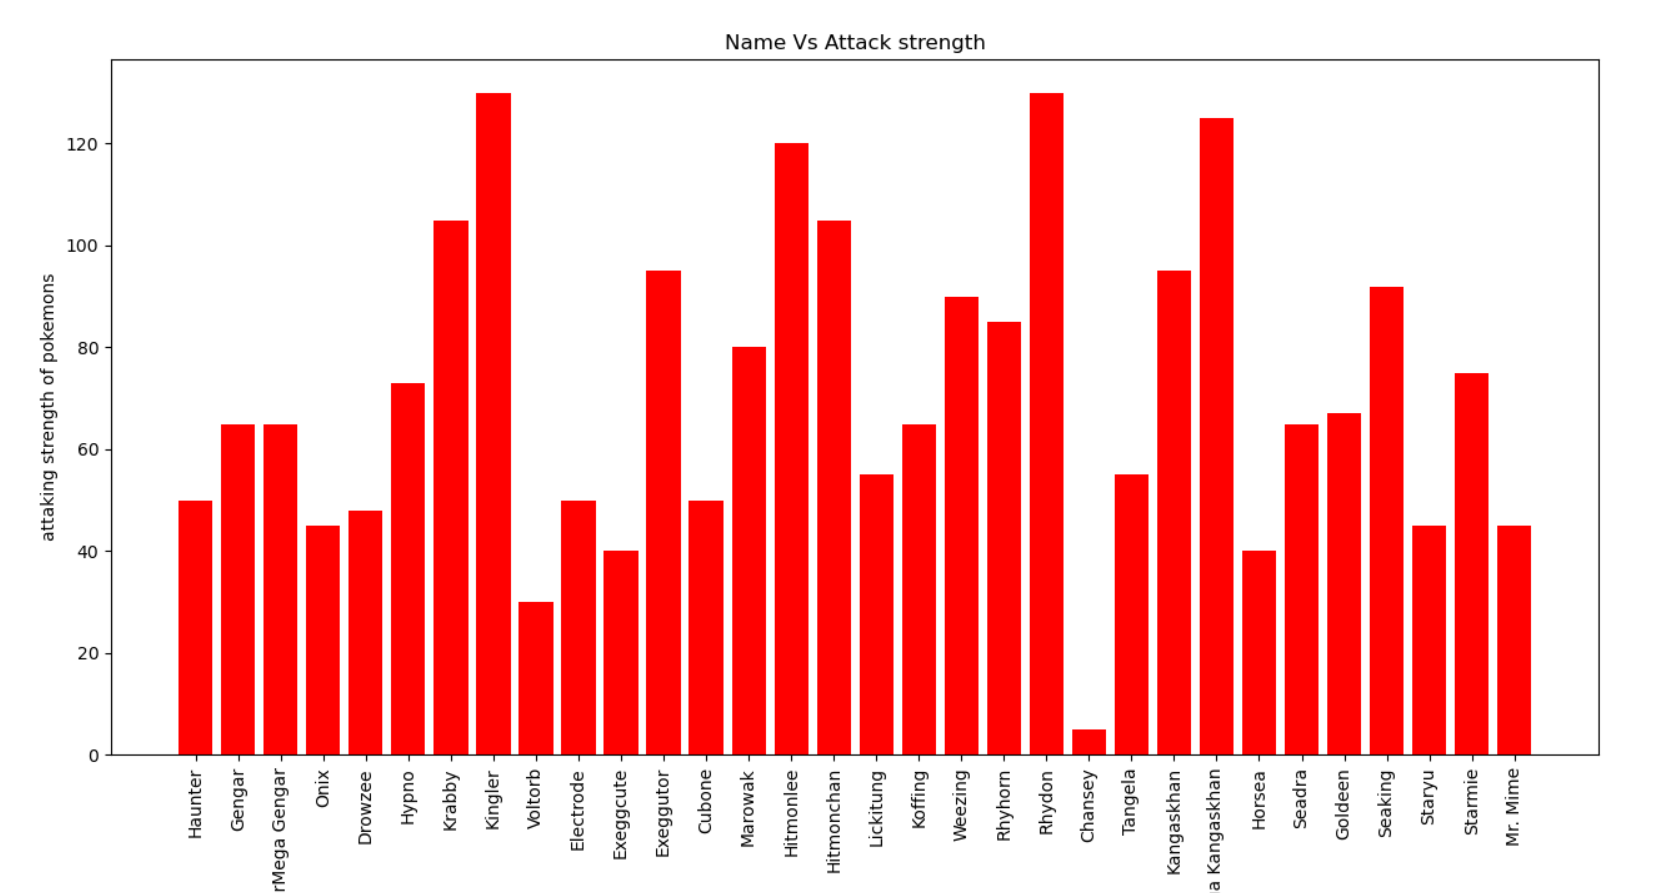 Name Vs Attack strength
attaking strength of pokemons
120
100
80
60
40
20
0
Haunter
Gengar
rMega Gengar
Onix
Drowzee
Hypno
Krabby
Kingler
Voltorb
Electrode
Exeggcute
Exeggutor
Cubone
Marowak
Hitmonlee
Hitmonchan
Lickitung
Koffing
Weezing
Rhyhorn
Rhydon
Chansey
Tangela
Kangaskhan
a Kangaskhan
Horsea
Seadra
Goldeen
Seaking
Staryu
Starmie
Mr. Mime